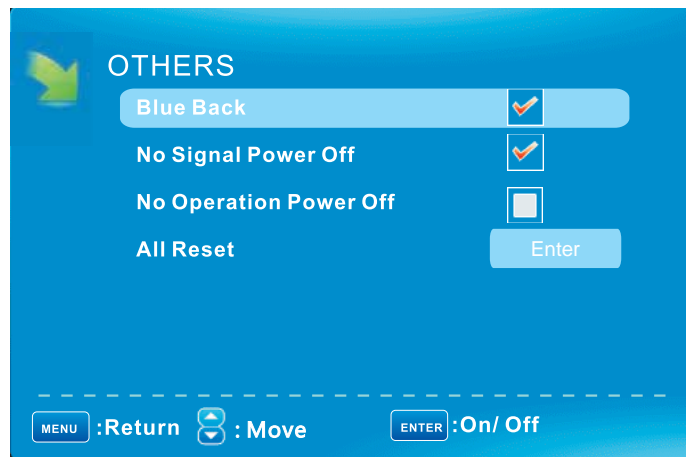 OTHERS
Blue Back
No Signal Power Off
No Operation Power Off
All Reset Enter
MENU :Return : Move ENTER :On/ Off